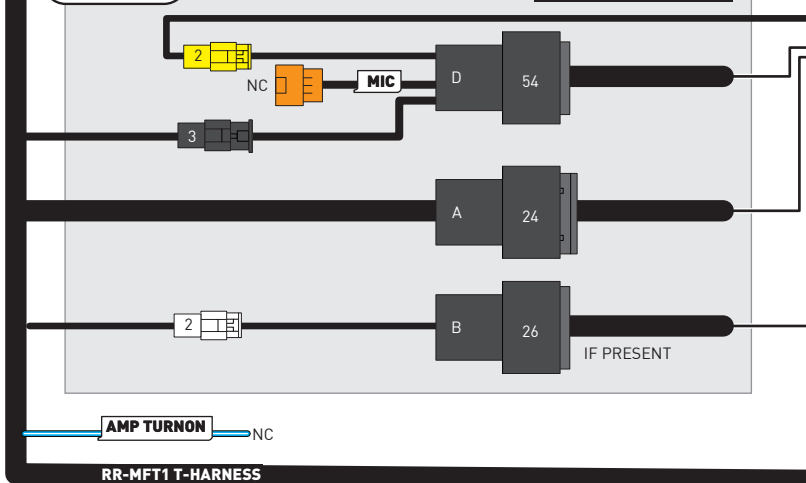 2
NC
MIC
D
54
3
A
24
2
B
26
IF PRESENT
AMP TURNON
NC
RR-MFT1 T-HARNESS